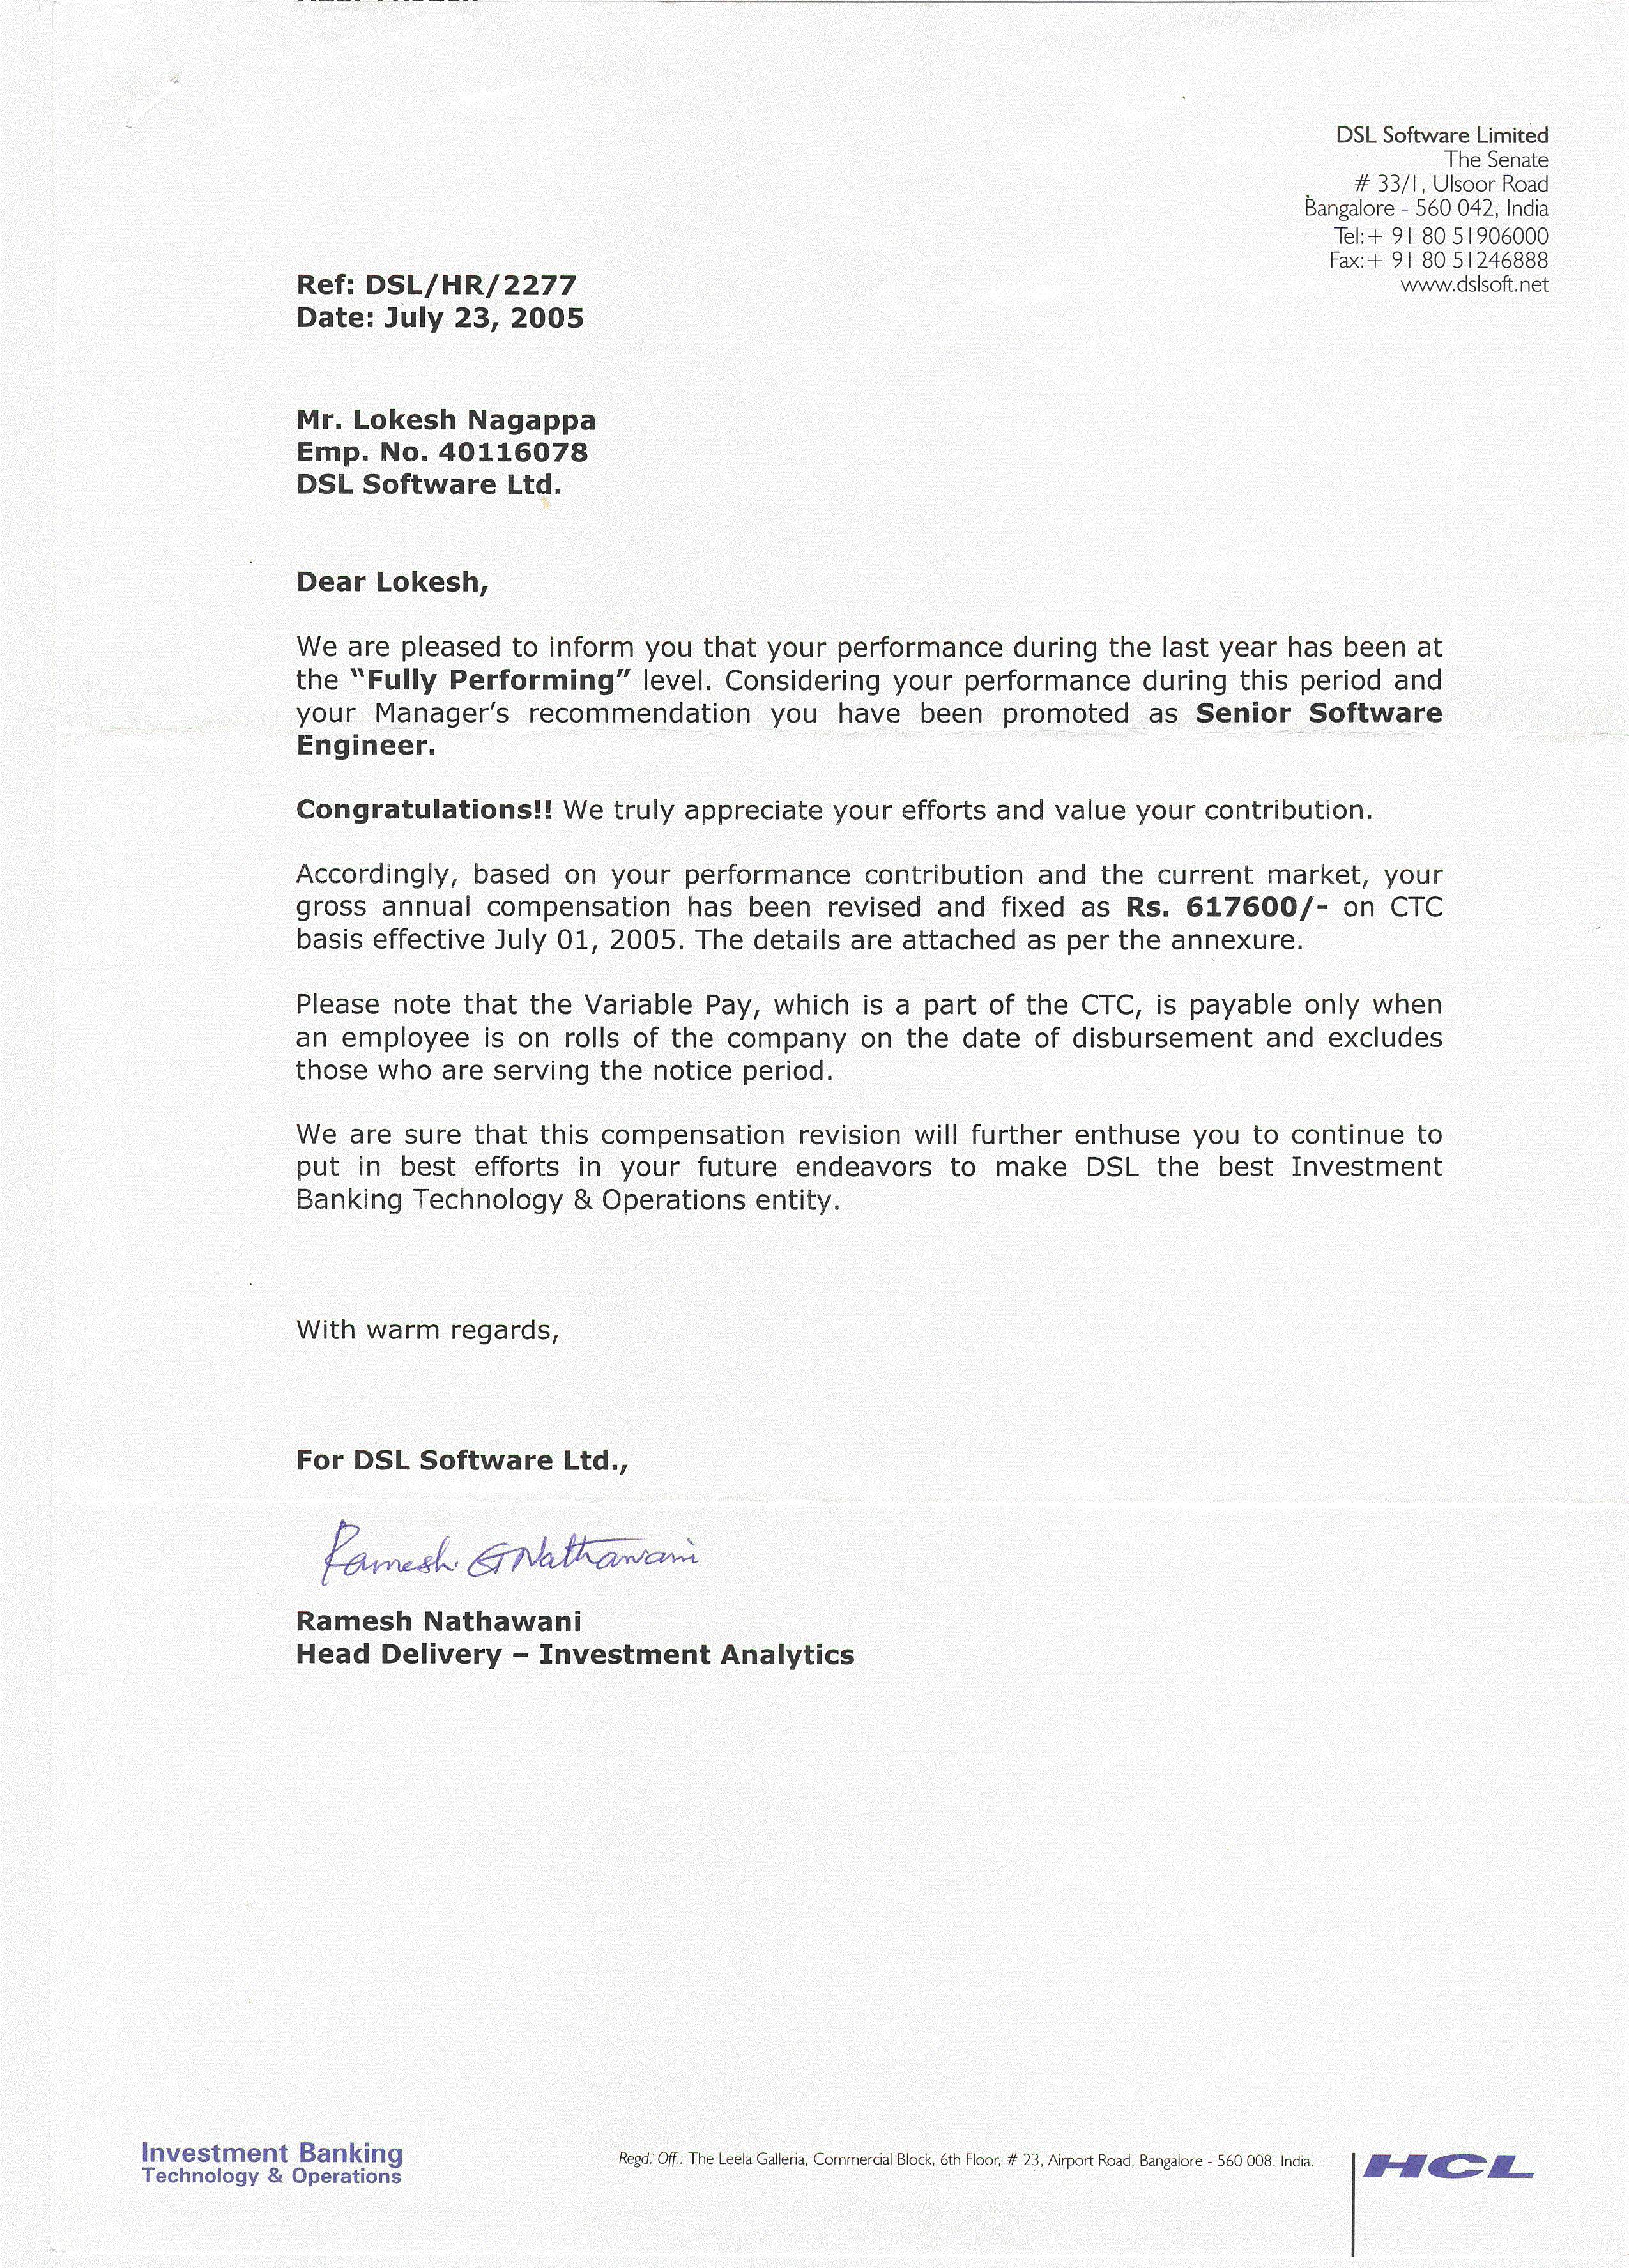 DSL Software Limited
The Senate
# 33/1, Ulsoor Road
Bangalore - 560 042, India
Tel:+ 91 80 51906000
Fax:+ 91 80 51246888
www.dslsoft.net
Ref: DSL/HR/2277
Date: July 23, 2005
Mr. Lokesh Nagappa
Emp. No. 40116078
DSL Software Ltd.
Dear Lokesh,
We are pleased to inform you that your performance during the last year has been at
the “Fully Performing” level. Considering your performance during this period and
your Manager’s recommendation you have been promoted as Senior Software
Engineer.
Congratulations!! We truly appreciate your efforts and value your contribution.
Accordingly, based on your performance contribution and the current market, your
gross annual compensation has been revised and fixed as Rs. 617600/- on CTC
basis effective July 01, 2005. The details are attached as per the annexure.
Please note that the Variable Pay, which is a part of the CTC, is payable only when
an employee is on rolls of the company on the date of disbursement and excludes
those who are serving the notice period.
We are sure that this compensation revision will further enthuse you to continue to
put in best efforts in your future endeavors to make DSL the best Investment
Banking Technology & Operations entity.
With warm regards,
For DSL Software Ltd.,
Ramesh G Nathawani
Ramesh Nathawani
Head Delivery – Investment Analytics
Investment Banking
Technology & Operations
Regd. Off.: The Leela Galleria, Commercial Block, 6th Floor, # 23, Airport Road, Bangalore - 560 008. India.
HCL